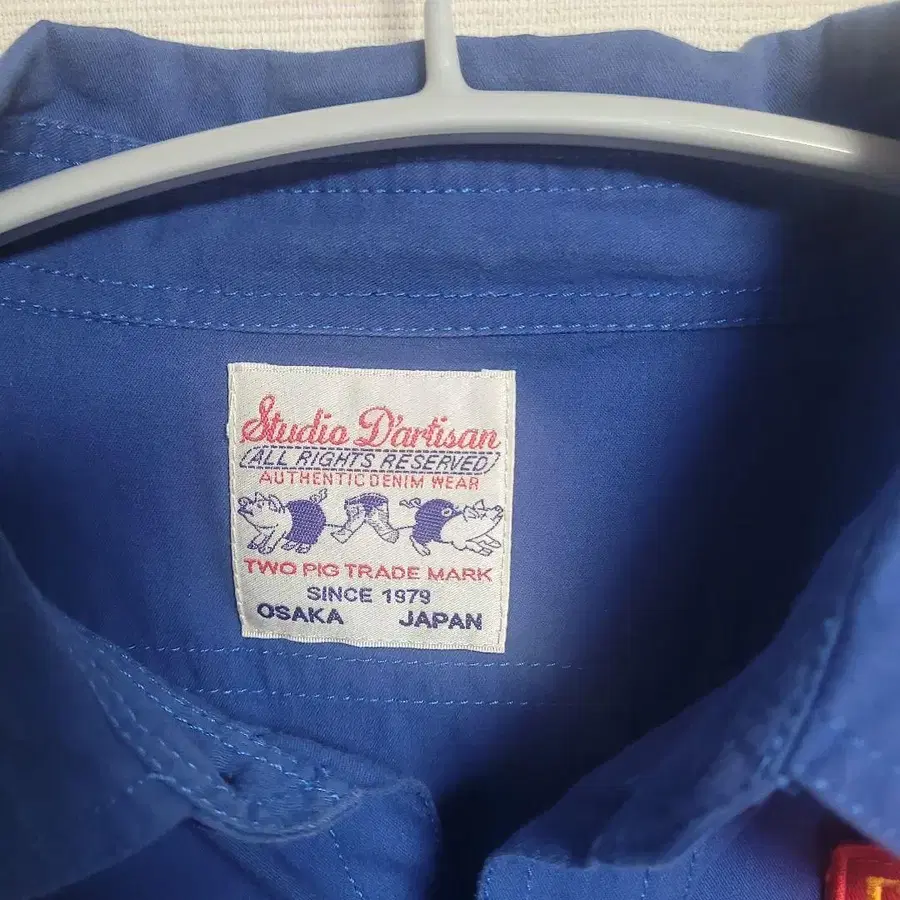 Studio D'artisan
(ALL RIGHTS RESERVED)
AUTHENTIC DENIM WEAR
TWO PIG TRADE MARK
SINCE 1979
OSAKA JAPAN